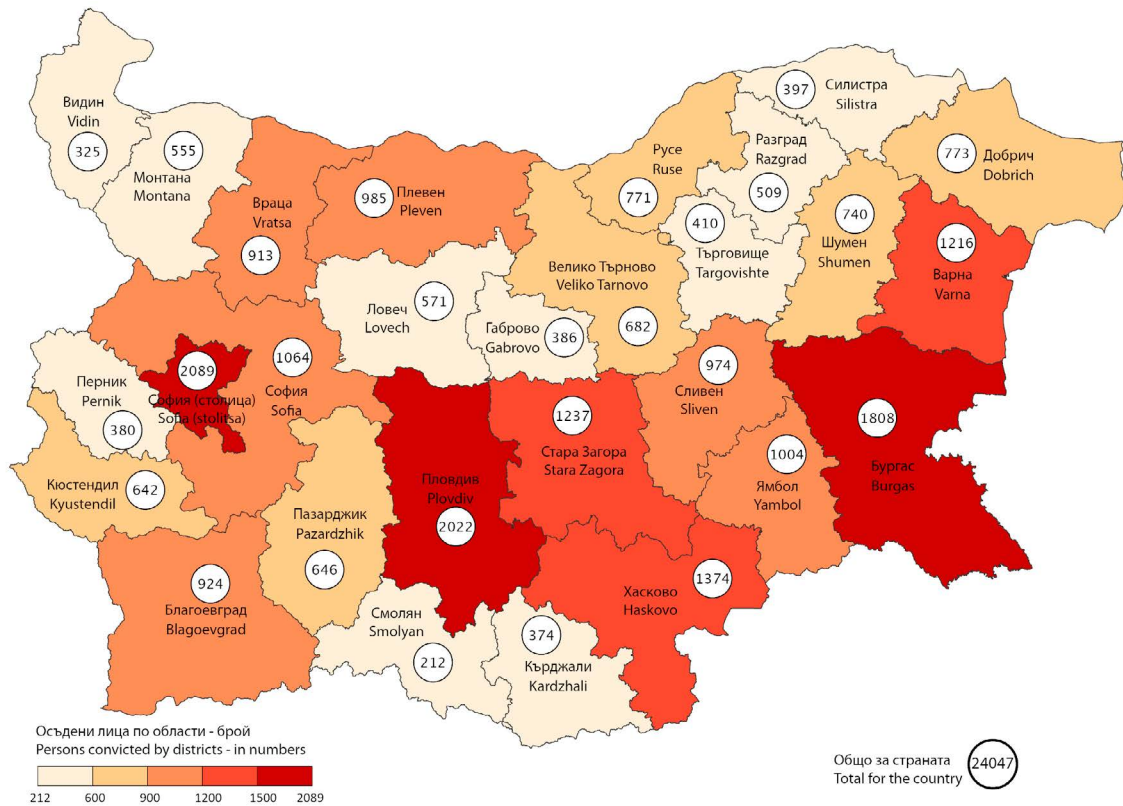 Видин
Vidin
325
555
Монтана
Montana
Враца
Vratsa
913
985
Плевен
Pleven
Русе
Ruse
771
397
Силистра
Silistra
Разград
Razgrad
509
773
Добрич
Dobrich
410
Търговище
Targovishte
740
Шумен
Shumen
1216
Варна
Varna
Велико Търново
Veliko Tarnovo
682
571
Ловеч
Lovech
Габрово
Gabrovo
386
Перник
Pernik
380
2089
София (столица)
Sofia (stolitsa)
1064
София
Sofia
Кюстендил
Kyustendil
642
Пазарджик
Pazardzhik
646
Пловдив
Plovdiv
2022
1237
Стара Загора
Stara Zagora
974
Сливен
Sliven
1004
Ямбол
Yambol
1808
Бургас
Burgas
924
Благоевград
Blagoevgrad
Смолян
Smolyan
212
374
Кърджали
Kardzhali
1374
Хасково
Haskovo
Осъдени лица по области - брой
Persons convicted by districts - in numbers
212 600 900 1200 1500 2089
Общо за страната
Total for the country
24047